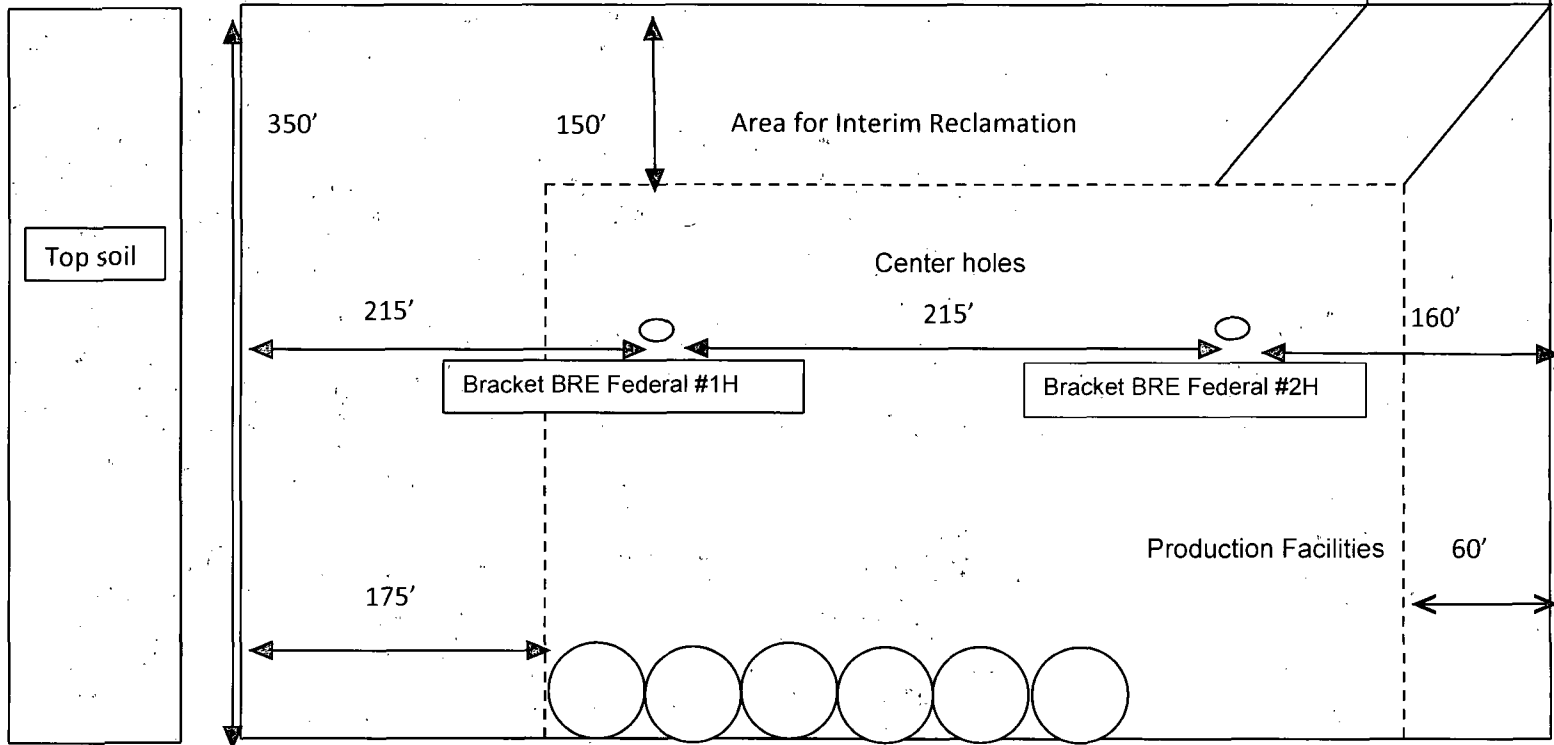 350’
150’
Area for Interim Reclamation
Top soil
Center holes
215’
215’
160’
Bracket BRE Federal #1H
Bracket BRE Federal #2H
Production Facilities
60’
175’